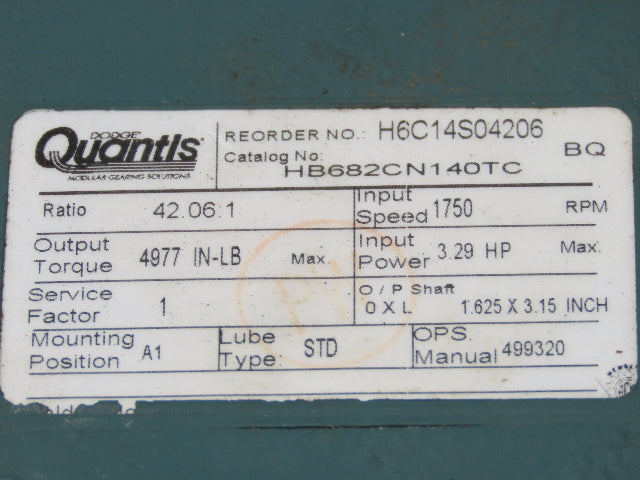 DODGE
Quantis
MODULAR GEARING SOLUTIONS
REORDER NO.: H6C14S04206
Catalog No: HB682CN140TC BQ
Ratio 42.06:1
Input Speed 1750 RPM
Output Torque 4977 IN-LB Max.
Input Power 3.29 HP Max.
Service Factor 1
O/P Shaft
O X L 1.625 X 3.15 INCH
Mounting Position A1
Lube Type. STD
OPS. Manual 499320